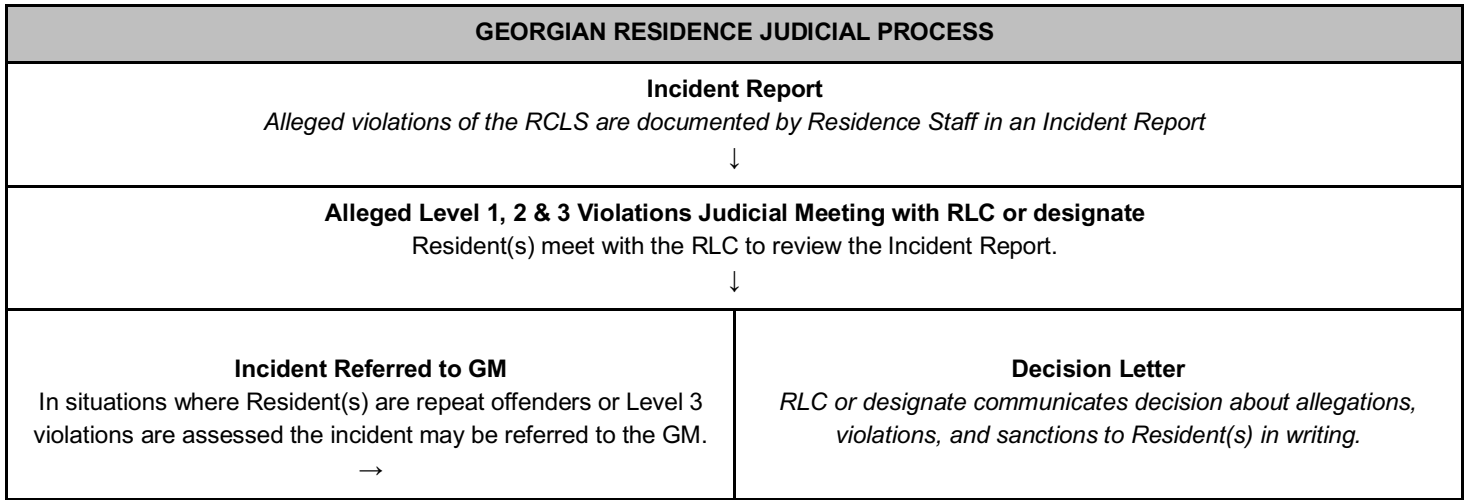 GEORGIAN RESIDENCE JUDICIAL PROCESS
Incident Report
Alleged violations of the RCLS are documented by Residence Staff in an Incident Report
↓
Alleged Level 1, 2 & 3 Violations Judicial Meeting with RLC or designate
Resident(s) meet with the RLC to review the Incident Report.
↓
Incident Referred to GM
In situations where Resident(s) are repeat offenders or Level 3
violations are assessed the incident may be referred to the GM.
→
Decision Letter
RLC or designate communicates decision about allegations,
violations, and sanctions to Resident(s) in writing.